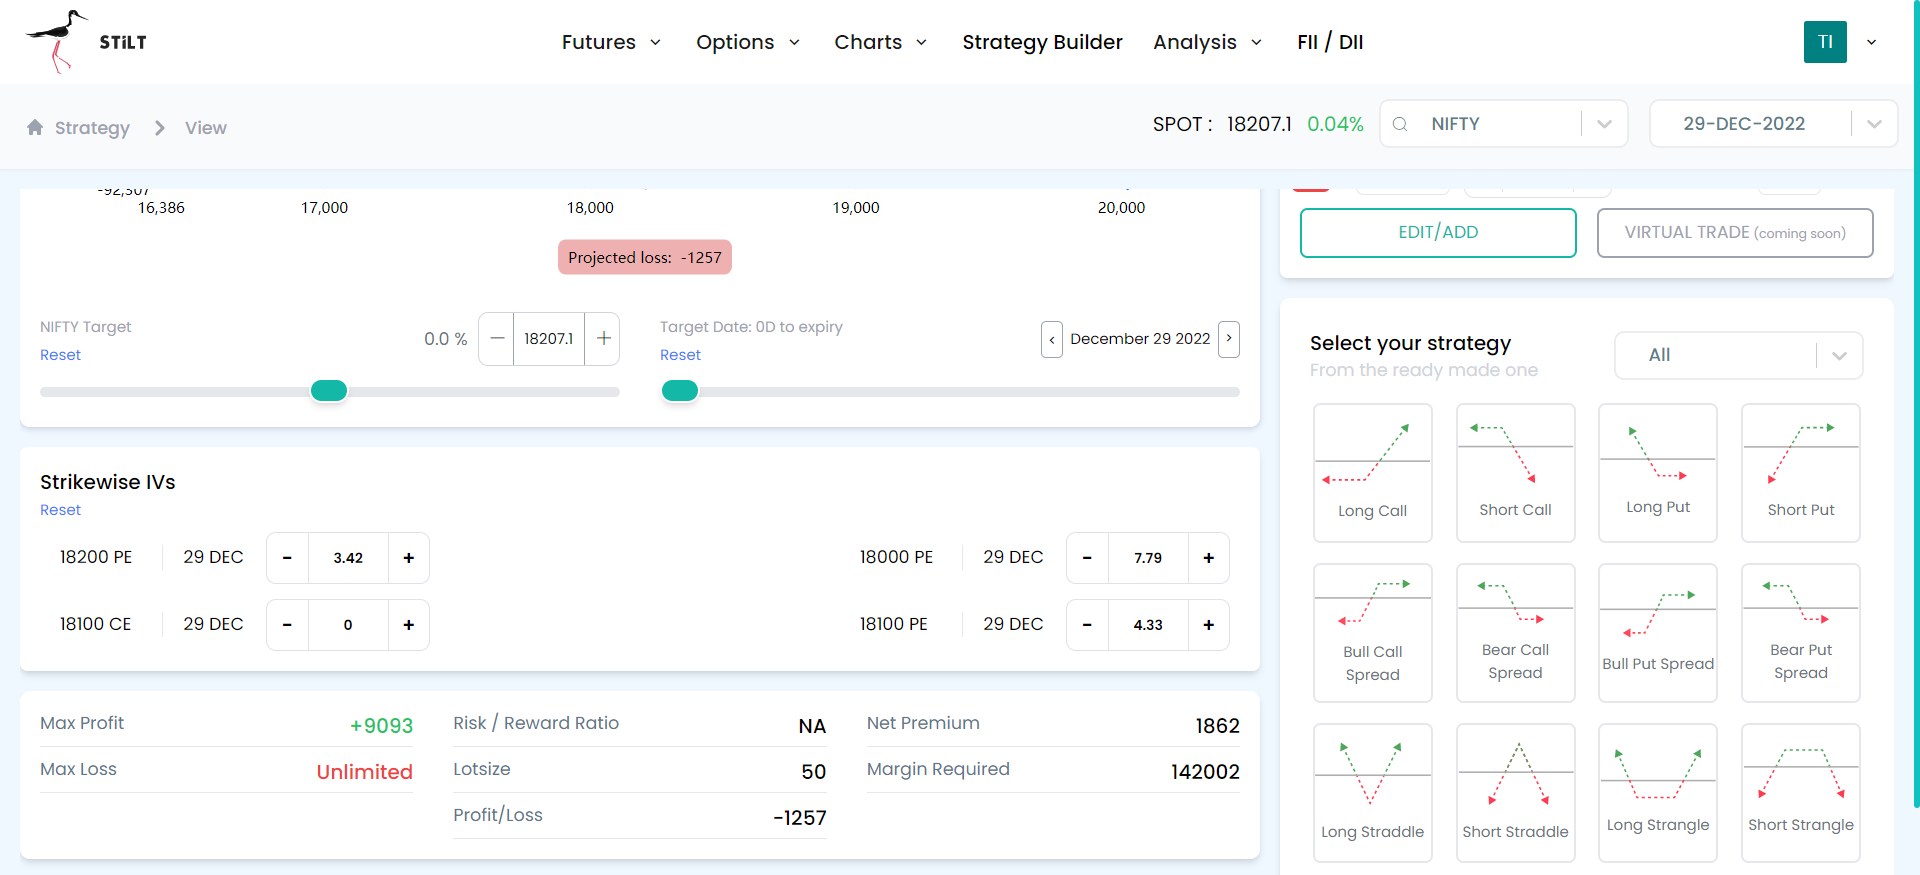 STiLT
Futures
Options
Charts
Strategy Builder
Analysis
FII / DII
TI
Strategy
View
SPOT : 18207.1 0.04%
NIFTY
29-DEC-2022
-92,307
16,386 17,000 18,000 19,000 20,000
Projected loss: -1257
NIFTY Target
Reset
0.0 %
18207.1
Target Date: 0D to expiry
Reset
December 29 2022
Strikewise IVs
Reset
18200 PE 29 DEC - 3.42 +
18000 PE 29 DEC - 7.79 +
18100 CE 29 DEC - 0 +
18100 PE 29 DEC - 4.33 +
Max Profit +9093
Max Loss Unlimited
Risk / Reward Ratio NA
Lotsize 50
Profit/Loss -1257
Net Premium 1862
Margin Required 142002
EDIT/ADD
VIRTUAL TRADE (coming soon)
Select your strategy
From the ready made one
All
Long Call
Short Call
Long Put
Short Put
Bull Call
Spread
Bear Call
Spread
Bull Put Spread
Bear Put
Spread
Long Straddle
Short Straddle
Long Strangle
Short Strangle